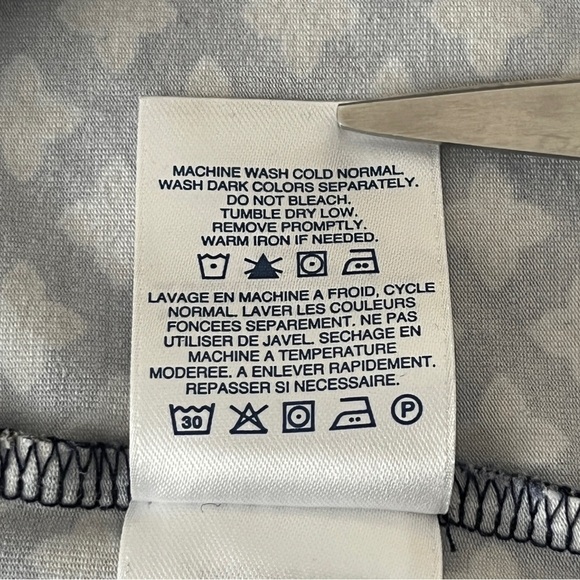 MACHINE WASH COLD NORMAL.
WASH DARK COLORS SEPARATELY.
DO NOT BLEACH.
TUMBLE DRY LOW.
REMOVE PROMPTLY.
WARM IRON IF NEEDED.
LAVAGE EN MACHINE A FROID, CYCLE
NORMAL. LAVER LES COULEURS
FONCEES SEPAREMENT. NE PAS
UTILISER DE JAVEL. SECHAGE EN
MACHINE A TEMPERATURE
MODEREE. A ENLEVER RAPIDEMENT.
REPASSER SI NECESSAIRE.
30 P